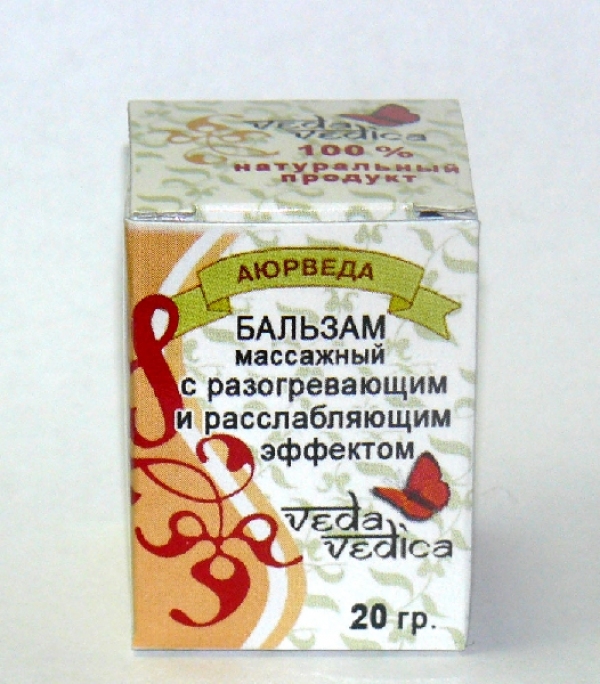 veda
vedica
100 %
натуральный
продукт
АЮРВЕДА
БАЛЬЗАМ
массажный
с разогревающим
и расслабляющим
эффектом
veda
vedica
20 гр.